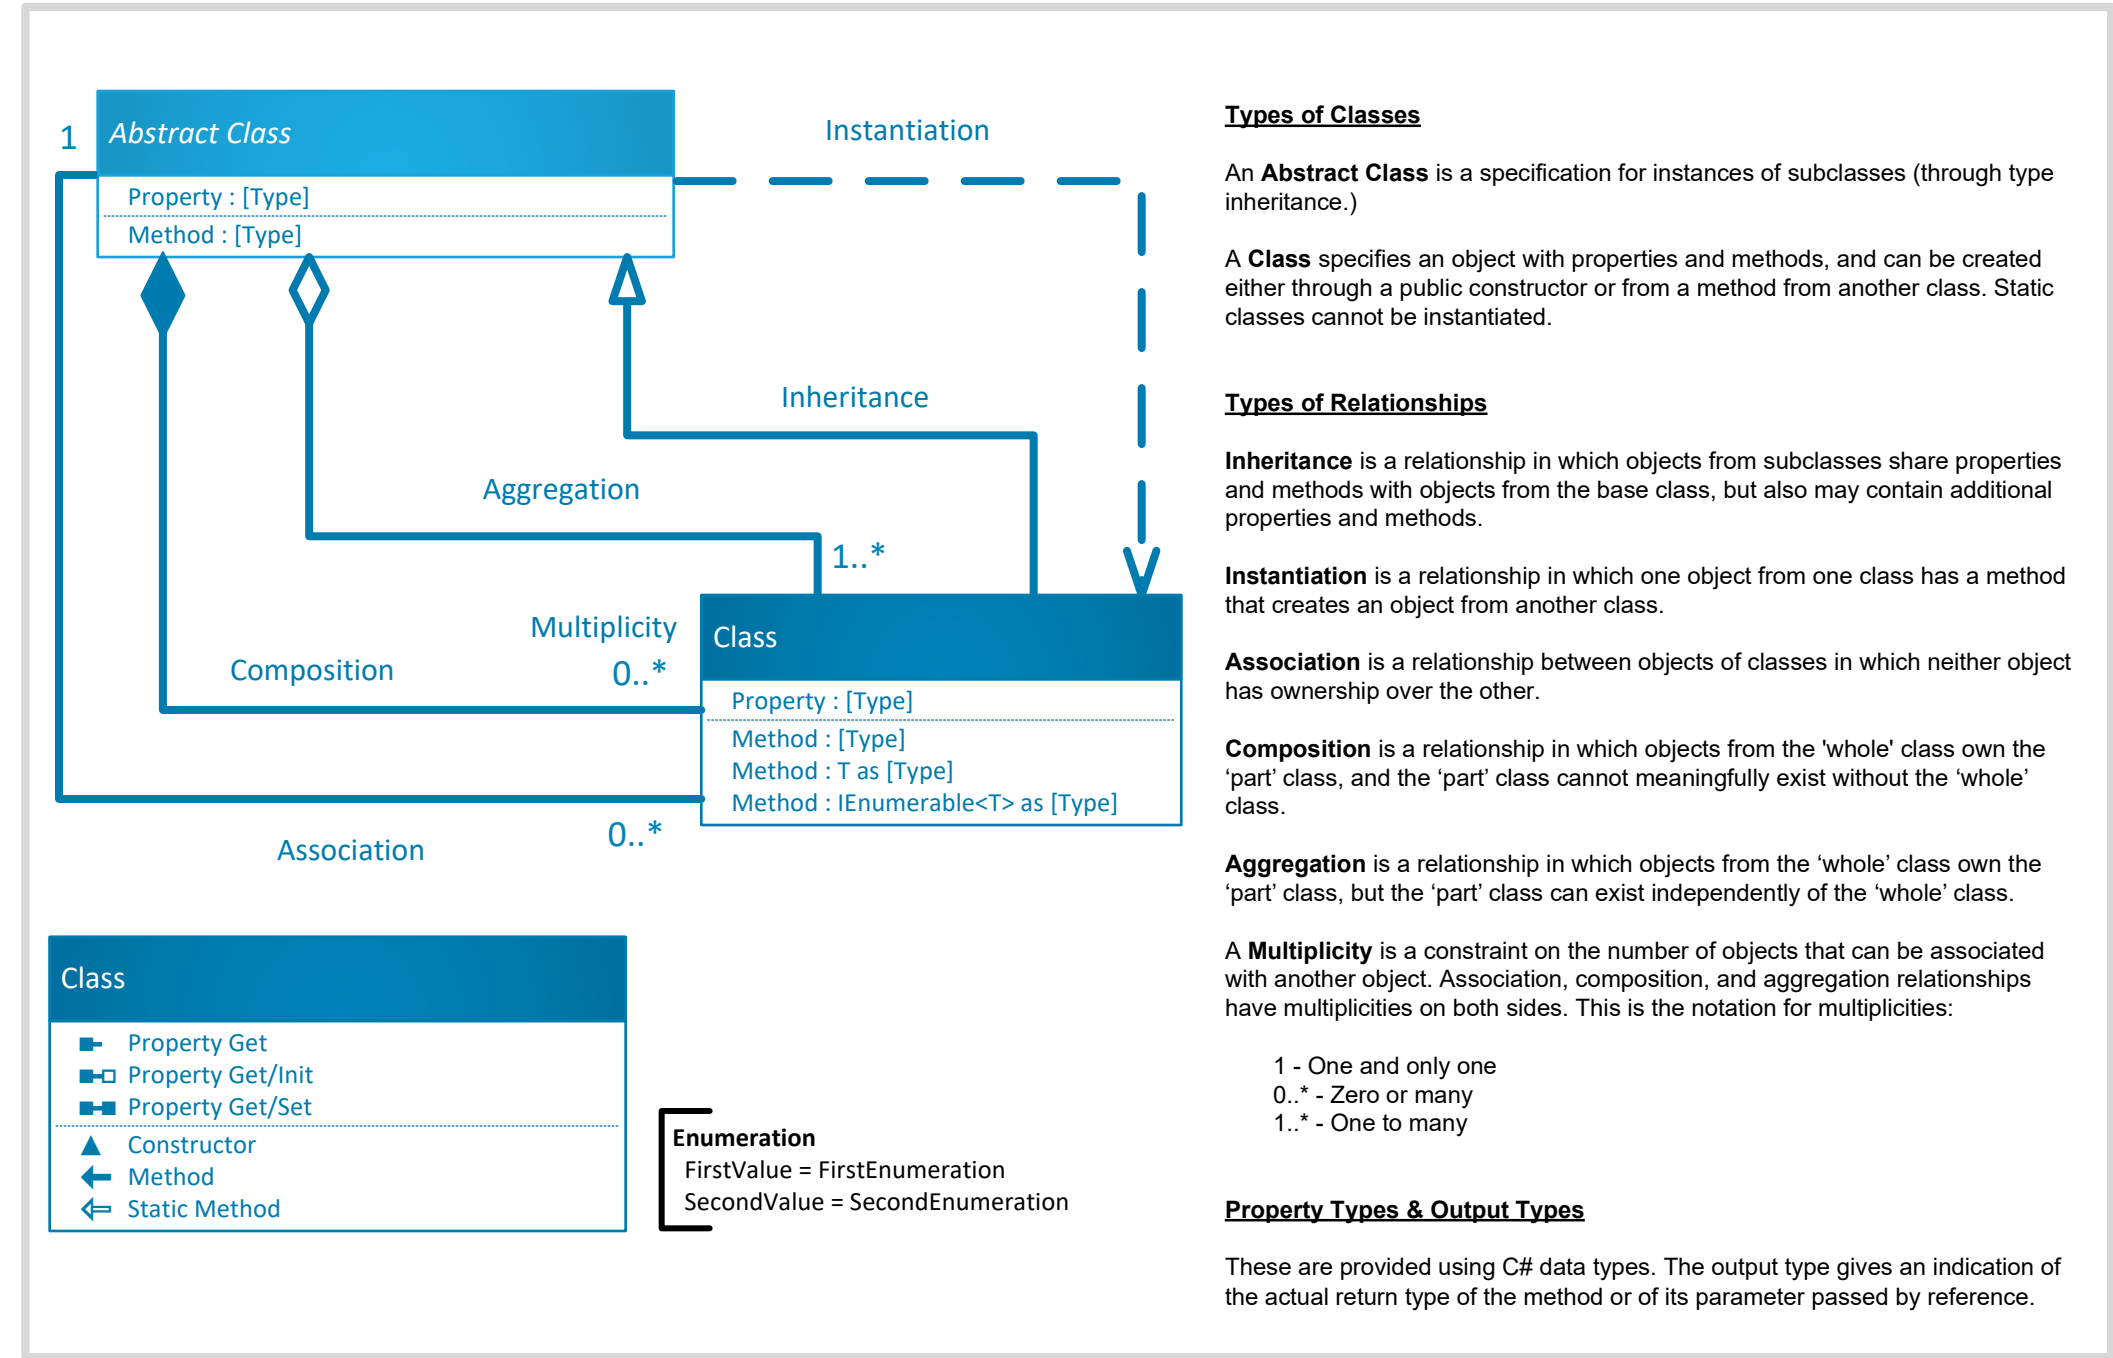 1
Abstract Class
Property : [Type]
Method : [Type]
Instantiation
Inheritance
Aggregation
1..*
Multiplicity
Composition
0..*
Class
Property : [Type]
Method : [Type]
Method : T as [Type]
Method : IEnumerable<T> as [Type]
0..*
Association
Class
Property Get
Property Get/Init
Property Get/Set
Constructor
Method
Static Method
Enumeration
FirstValue = FirstEnumeration
SecondValue = SecondEnumeration
Types of Classes
An Abstract Class is a specification for instances of subclasses (through type
inheritance.)
A Class specifies an object with properties and methods, and can be created
either through a public constructor or from a method from another class. Static
classes cannot be instantiated.
Types of Relationships
Inheritance is a relationship in which objects from subclasses share properties
and methods with objects from the base class, but also may contain additional
properties and methods.
Instantiation is a relationship in which one object from one class has a method
that creates an object from another class.
Association is a relationship between objects of classes in which neither object
has ownership over the other.
Composition is a relationship in which objects from the 'whole' class own the
‘part’ class, and the ‘part’ class cannot meaningfully exist without the ‘whole’
class.
Aggregation is a relationship in which objects from the ‘whole’ class own the
‘part’ class, but the ‘part’ class can exist independently of the ‘whole’ class.
A Multiplicity is a constraint on the number of objects that can be associated
with another object. Association, composition, and aggregation relationships
have multiplicities on both sides. This is the notation for multiplicities:
1 - One and only one
0..* - Zero or many
1..* - One to many
Property Types & Output Types
These are provided using C# data types. The output type gives an indication of
the actual return type of the method or of its parameter passed by reference.